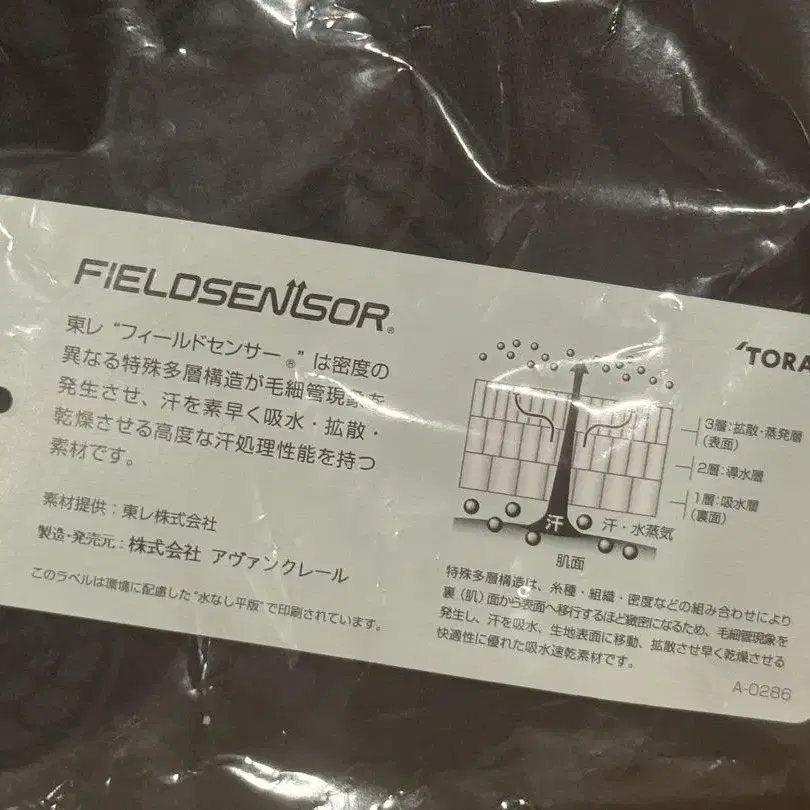 FIELDSENSOR®
東レ “フィールドセンサー®”は密度の
異なる特殊多層構造が毛細管現象を
発生させ、汗を素早く吸水・拡散・
乾燥させる高度な汗処理性能を持つ
素材です。
素材提供：東レ株式会社
製造・発売元：株式会社 アヴァンクレール
このラベルは環境に配慮した“水なし平版”で印刷されています。
'TORA
3層：拡散・蒸発層
(表面)
2層：導水層
1層：吸水層
(裏面)
汗
汗・水蒸気
肌面
特殊多層構造は、糸種・組織・密度などの組み合わせにより
裏（肌）面から表面へ移行するほど緻密になるため、毛細管現象を
発生し、汗を吸水、生地表面に移動、拡散させ早く乾燥させる
快適性に優れた吸水速乾素材です。
A-0286